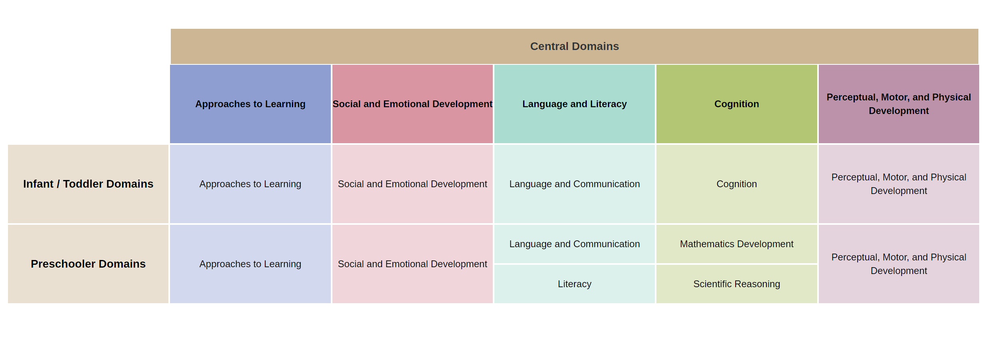 Central Domains
Approaches to Learning
Social and Emotional Development
Language and Literacy
Cognition
Perceptual, Motor, and Physical
Development
Infant / Toddler Domains
Approaches to Learning
Social and Emotional Development
Language and Communication
Cognition
Perceptual, Motor, and Physical
Development
Preschooler Domains
Approaches to Learning
Social and Emotional Development
Language and Communication
Literacy
Mathematics Development
Scientific Reasoning
Perceptual, Motor, and Physical
Development